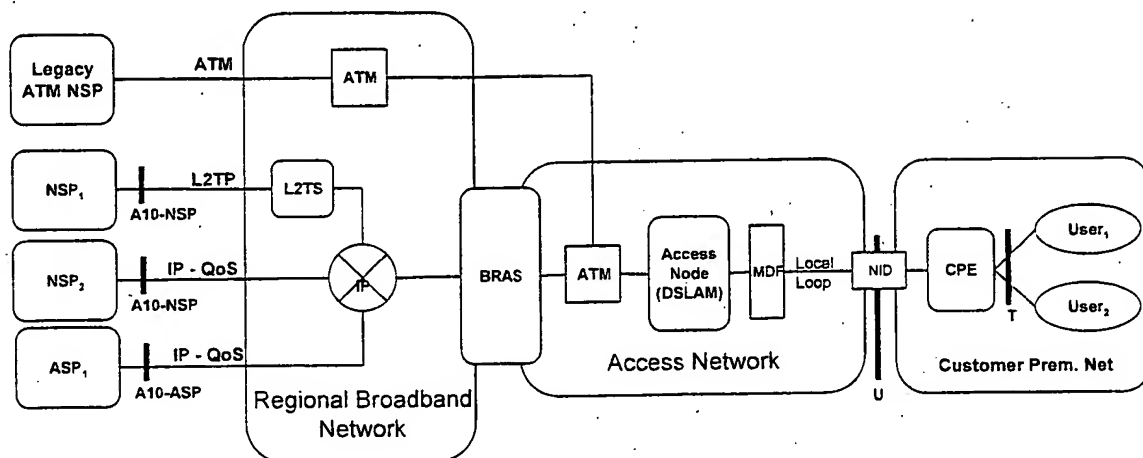 Legacy
ATM NSP
ATM
ATM
NSP1
A10-NSP
L2TP
L2TS
NSP2
A10-NSP
IP - QoS
IP
ASP1
A10-ASP
IP - QoS
Regional Broadband
Network
BRAS
ATM
Access
Node
(DSLAM)
MDF
Local
Loop
Access Network
NID
U
CPE
T
User1
User2
Customer Prem. Net